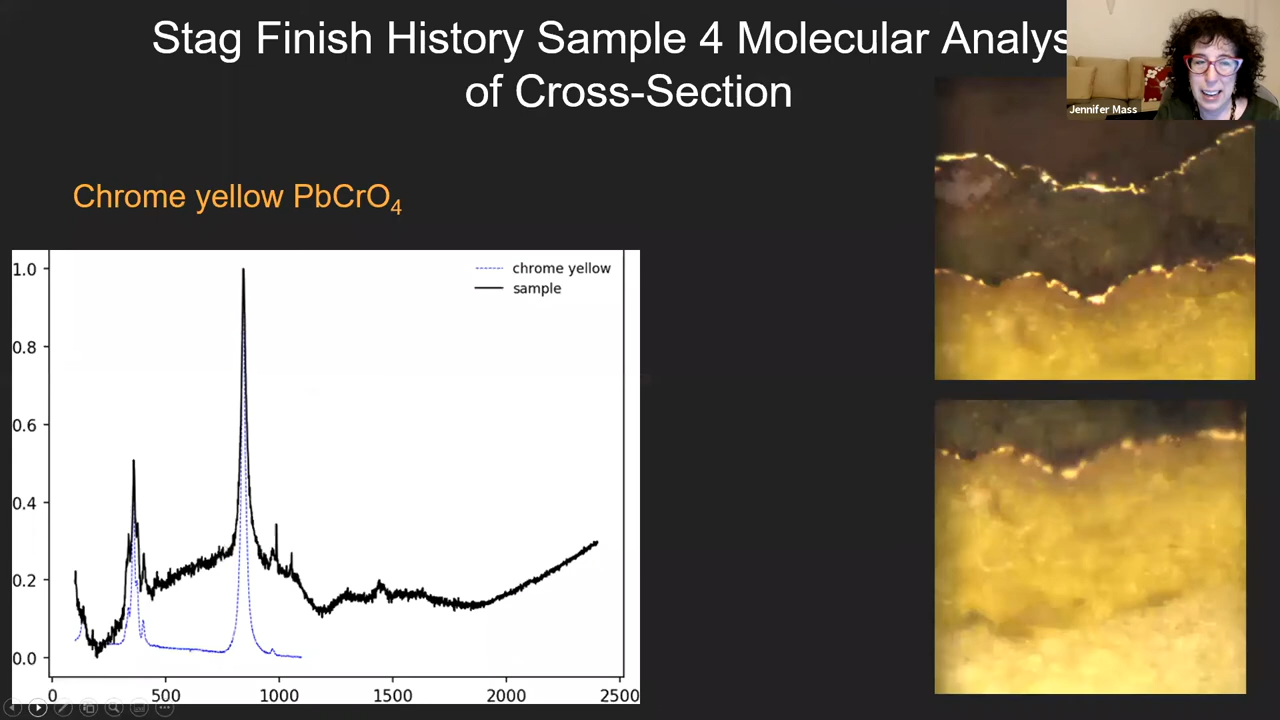 Stag Finish History Sample 4 Molecular Analys
of Cross-Section
Jennifer Mass
Chrome yellow PbCrO₄
chrome yellow
sample
1.0
0.8
0.6
0.4
0.2
0.0
0 500 1000 1500 2000 2500